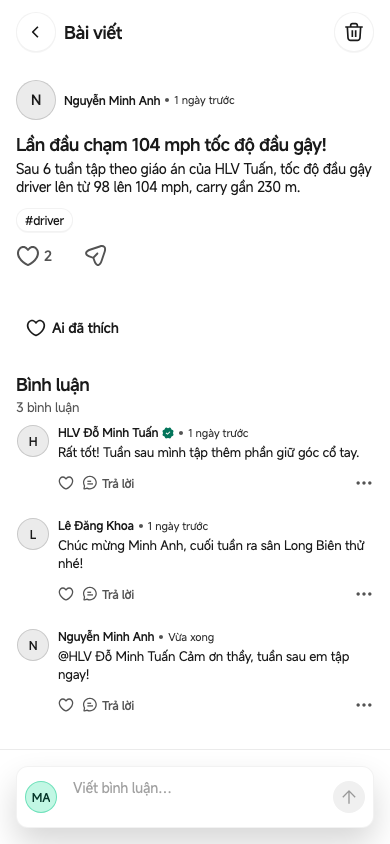 Bài viết
N
Nguyễn Minh Anh • 1 ngày trước
Lần đầu chạm 104 mph tốc độ đầu gậy!
Sau 6 tuần tập theo giáo án của HLV Tuấn, tốc độ đầu gậy
driver lên từ 98 lên 104 mph, carry gần 230 m.
#driver
2
Ai đã thích
Bình luận
3 bình luận
H
HLV Đỗ Minh Tuấn • 1 ngày trước
Rất tốt! Tuần sau mình tập thêm phần giữ góc cổ tay.
Trả lời
L
Lê Đăng Khoa • 1 ngày trước
Chúc mừng Minh Anh, cuối tuần ra sân Long Biên thử
nhé!
Trả lời
N
Nguyễn Minh Anh • Vừa xong
@HLV Đỗ Minh Tuấn Cảm ơn thầy, tuần sau em tập
ngay!
Trả lời
MA
Viết bình luận...